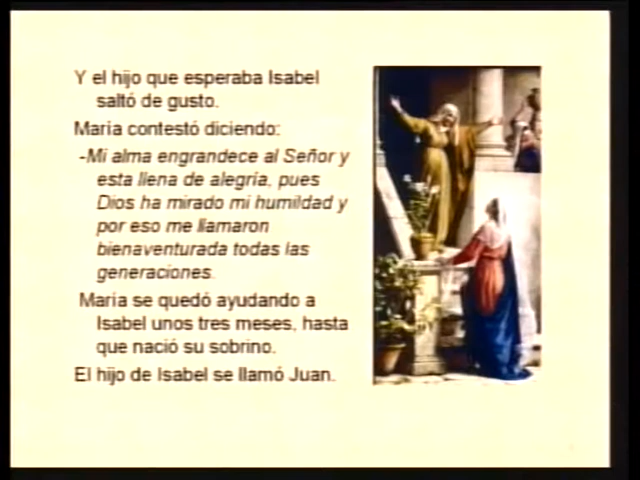 Y el hijo que esperaba Isabel
saltó de gusto.
María contestó diciendo:
-Mi alma engrandece al Señor y
esta llena de alegría, pues
Dios ha mirado mi humildad y
por eso me llamaron
bienaventurada todas las
generaciones.
María se quedó ayudando a
Isabel unos tres meses, hasta
que nació su sobrino.
El hijo de Isabel se llamó Juan.